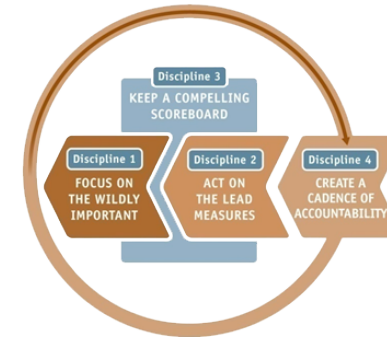 Discipline 3
KEEP A COMPELLING
SCOREBOARD
Discipline 1
FOCUS ON
THE WILDLY
IMPORTANT
Discipline 2
ACT ON
THE LEAD
MEASURES
Discipline 4
CREATE A
CADENCE OF
ACCOUNTABILITY